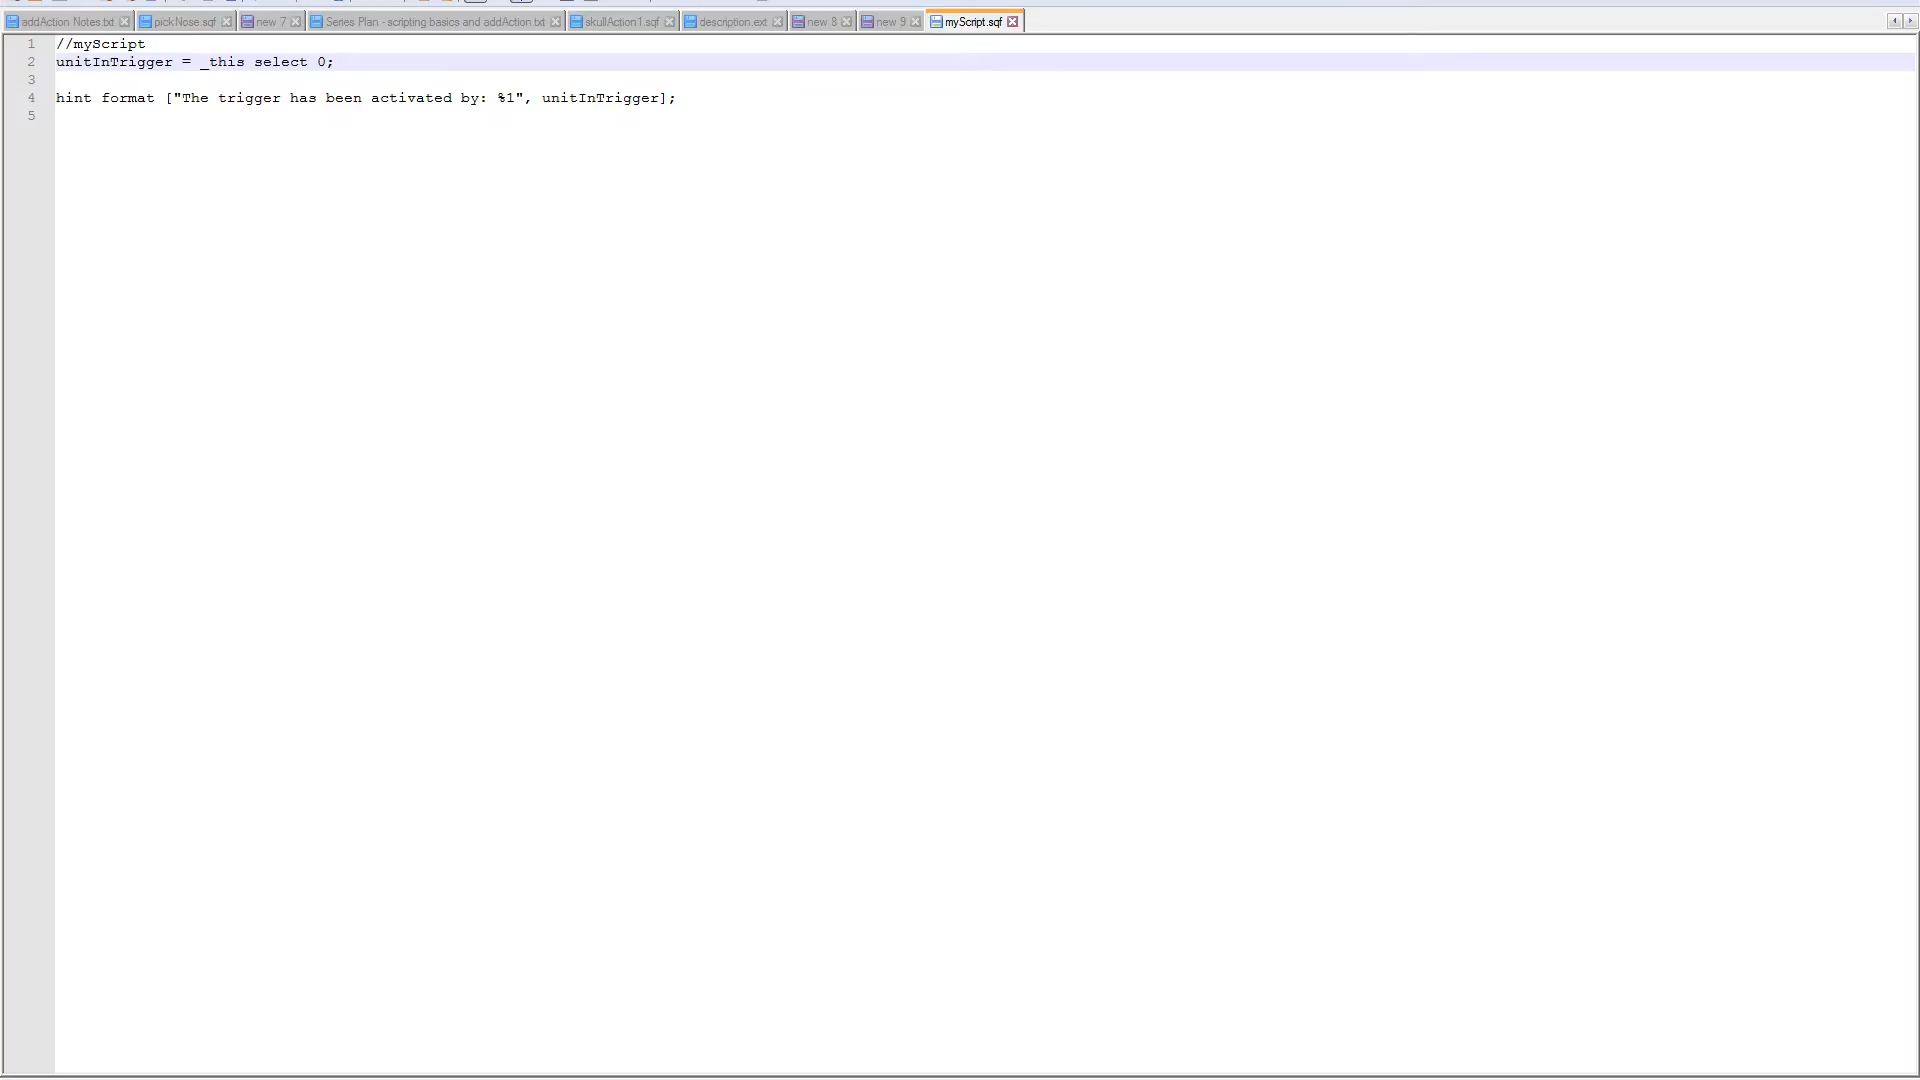 addAction Notes.txt pickNose.sqf new 7 Series Plan - scripting basics and addAction.txt skullAction1.sqf description.ext new 8 new 9 myScript.sqf
1 //myScript
2 unitInTrigger = _this select 0;
3
4 hint format ["The trigger has been activated by: %1", unitInTrigger];
5